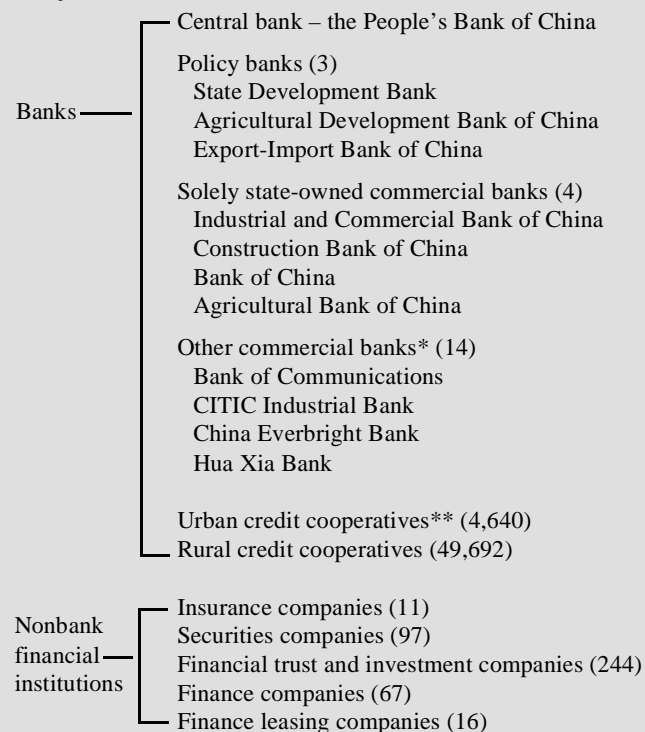 Central bank – the People’s Bank of China
Policy banks (3)
State Development Bank
Banks
Agricultural Development Bank of China
Export-Import Bank of China
Solely state-owned commercial banks (4)
Industrial and Commercial Bank of China
Construction Bank of China
Bank of China
Agricultural Bank of China
Other commercial banks* (14)
Bank of Communications
CITIC Industrial Bank
China Everbright Bank
Hua Xia Bank
Urban credit cooperatives** (4,640)
Rural credit cooperatives (49,692)
Nonbank
financial
institutions
Insurance companies (11)
Securities companies (97)
Financial trust and investment companies (244)
Finance companies (67)
Finance leasing companies (16)